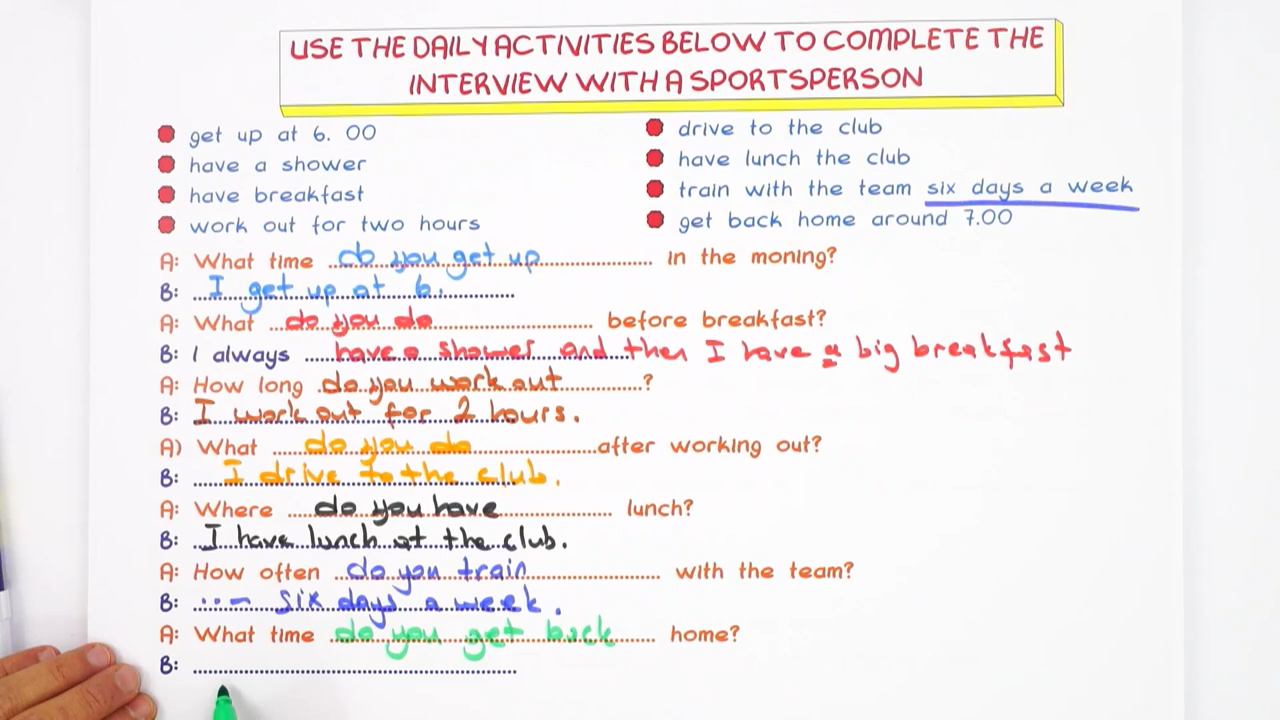 USE THE DAILY ACTIVITIES BELOW TO COMPLETE THE
INTERVIEW WITH A SPORTSPERSON
get up at 6. 00
have a shower
have breakfast
work out for two hours
drive to the club
have lunch the club
train with the team six days a week
get back home around 7.00
A: What time ...do you get up... in the moning?
B: ...I get up at 6....
A: What ...do you do... before breakfast?
B: I always ...have a shower and then I have a big breakfast
A: How long ...do you work out...?
B: I work out for 2 hours.
A) What ...do you do...after working out?
B: ...I drive to the club.
A: Where ...do you have... lunch?
B: I have lunch at the club.
A: How often ...do you train... with the team?
B: ...– six days a week.
A: What time do you get back home?
B: ...